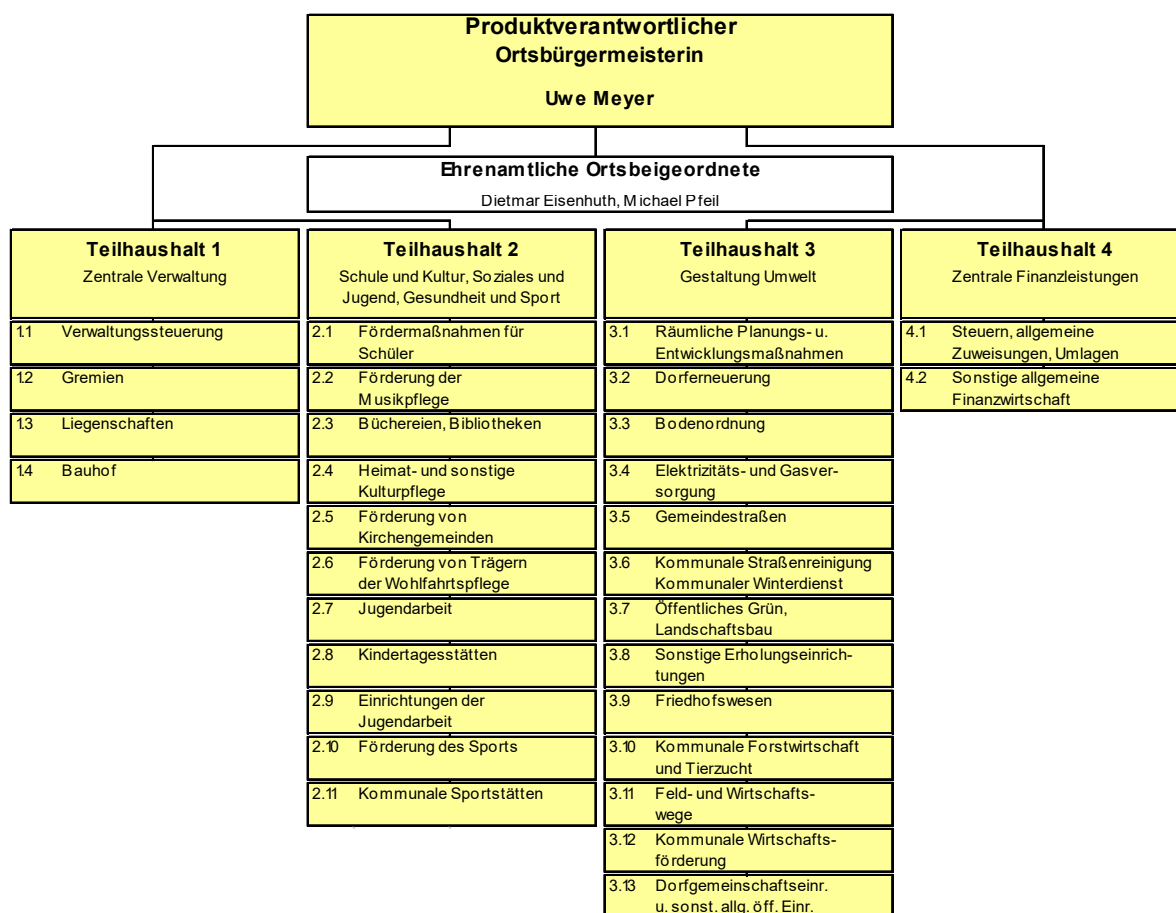 Produktverantwortlicher
Ortsbürgermeisterin
Uwe Meyer
Ehrenamtliche Ortsbeigeordnete
Dietmar Eisenhuth, Michael Pfeil
Teilhaushalt 1
Zentrale Verwaltung
1.1 Verwaltungssteuerung
1.2 Gremien
1.3 Liegenschaften
1.4 Bauhof
Teilhaushalt 2
Schule und Kultur, Soziales und
Jugend, Gesundheit und Sport
2.1 Fördermaßnahmen für
Schüler
2.2 Förderung der
Musikpflege
2.3 Büchereien, Bibliotheken
2.4 Heimat- und sonstige
Kulturpflege
2.5 Förderung von
Kirchengemeinden
2.6 Förderung von Trägern
der Wohlfahrtspflege
2.7 Jugendarbeit
2.8 Kindertagesstätten
2.9 Einrichtungen der
Jugendarbeit
2.10 Förderung des Sports
2.11 Kommunale Sportstätten
Teilhaushalt 3
Gestaltung Umwelt
3.1 Räumliche Planungs- u.
Entwicklungsmaßnahmen
3.2 Dorferneuerung
3.3 Bodenordnung
3.4 Elektrizitäts- und Gasver-
sorgung
3.5 Gemeindestraßen
3.6 Kommunale Straßenreinigung
Kommunaler Winterdienst
3.7 Öffentliches Grün,
Landschaftsbau
3.8 Sonstige Erholungseinrich-
tungen
3.9 Friedhofswesen
3.10 Kommunale Forstwirtschaft
und Tierzucht
3.11 Feld- und Wirtschafts-
wege
3.12 Kommunale Wirtschafts-
förderung
3.13 Dorfgemeinschaftseinr.
u. sonst. allg. öff. Einr.
Teilhaushalt 4
Zentrale Finanzleistungen
4.1 Steuern, allgemeine
Zuweisungen, Umlagen
4.2 Sonstige allgemeine
Finanzwirtschaft